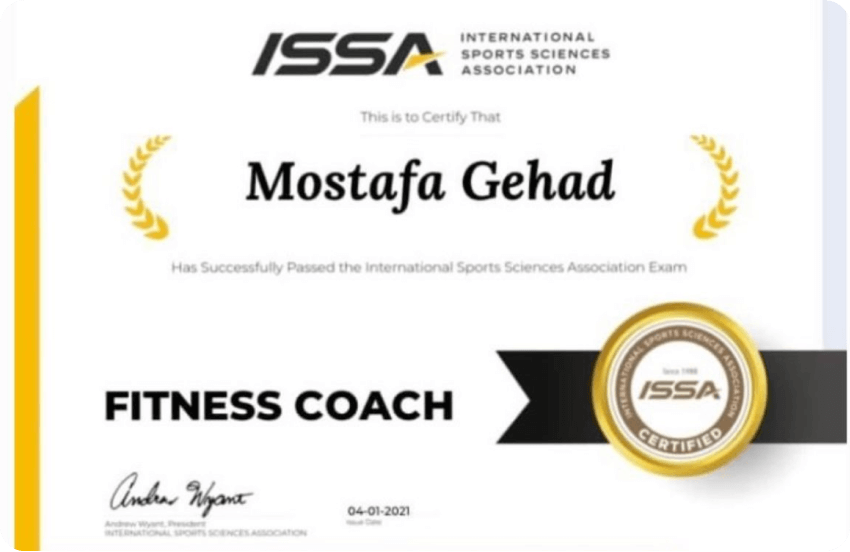 ISSA
INTERNATIONAL
SPORTS SCIENCES
ASSOCIATION
This is to Certify That
Mostafa Gehad
Has Successfully Passed the International Sports Sciences Association Exam
FITNESS COACH
INTERNATIONAL SPORTS SCIENCES ASSOCIATION
Since 1988
ISSA
CERTIFIED
Andrew Wyant
Andrew Wyant, President
INTERNATIONAL SPORTS SCIENCES ASSOCIATION
04-01-2021
Issue Date